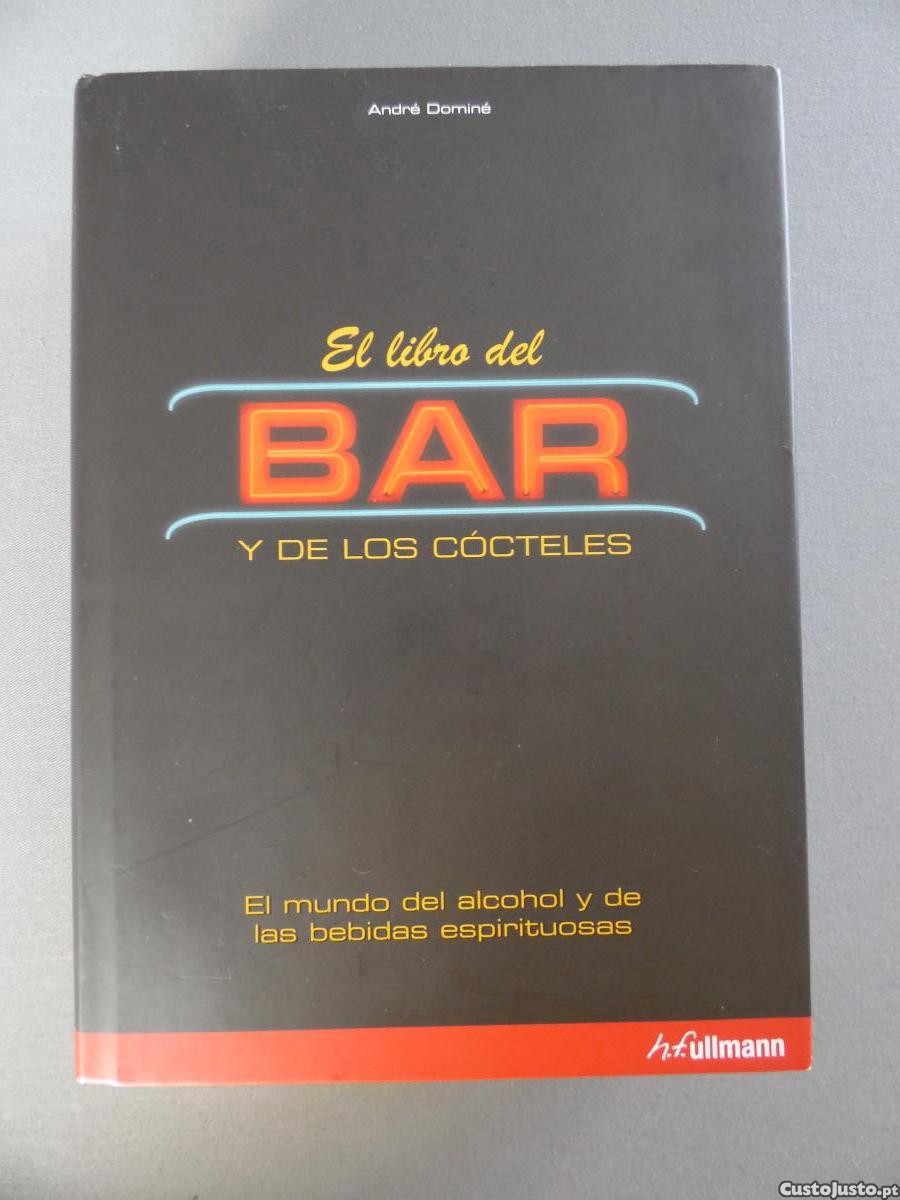 André Dominé
El libro del
BAR
Y DE LOS CÓCTELES
El mundo del alcohol y de
las bebidas espirituosas
h.f.ullmann
CustoJusto.pt